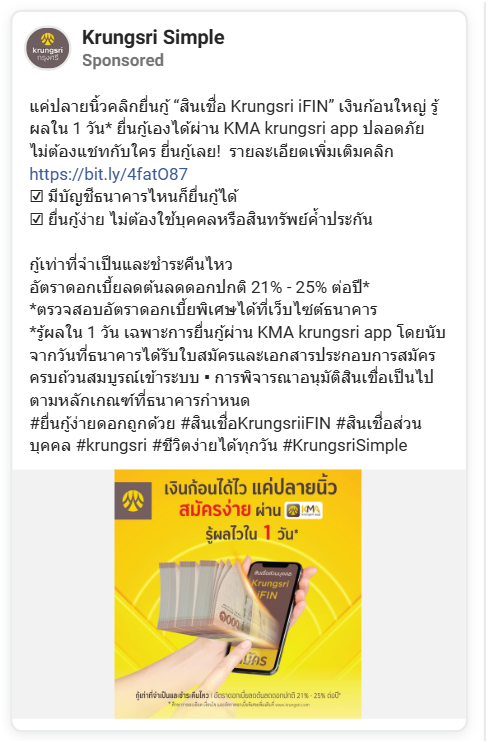 Krungsri Simple
Sponsored
krungsri
กรุงศรี
แค่ปลายนิ้วคลิกยื่นกู้ “สินเชื่อ Krungsri iFIN” เงินก้อนใหญ่ รู้
ผลใน 1 วัน* ยื่นกู้เองได้ผ่าน KMA krungsri app ปลอดภัย
ไม่ต้องแชทกับใคร ยื่นกู้เลย! รายละเอียดเพิ่มเติมคลิก
https://bit.ly/4fatO87
☑ มีบัญชีธนาคารไหนก็ยื่นกู้ได้
☑ ยื่นกู้ง่าย ไม่ต้องใช้บุคคลหรือสินทรัพย์ค้ำประกัน
กู้เท่าที่จำเป็นและชำระคืนไหว
อัตราดอกเบี้ยลดต้นลดดอกปกติ 21% - 25% ต่อปี*
*ตรวจสอบอัตราดอกเบี้ยพิเศษได้ที่เว็บไซต์ธนาคาร
*รู้ผลใน 1 วัน เฉพาะการยื่นกู้ผ่าน KMA krungsri app โดยนับ
จากวันที่ธนาคารได้รับใบสมัครและเอกสารประกอบการสมัคร
ครบถ้วนสมบูรณ์เข้าระบบ ▪ การพิจารณาอนุมัติสินเชื่อเป็นไป
ตามหลักเกณฑ์ที่ธนาคารกำหนด
#ยื่นกู้ง่ายดอกถูกด้วย #สินเชื่อKrungsriiFIN #สินเชื่อส่วน
บุคคล #krungsri #ชีวิตง่ายได้ทุกวัน #KrungsriSimple
เงินก้อนได้ไว แค่ปลายนิ้ว
สมัครง่าย ผ่าน KMA
รู้ผลไวใน 1 วัน*
สินเชื่อส่วนบุคคล
Krungsri
iFIN
1000
สมัคร
กู้เท่าที่จำเป็นและชำระคืนไหว | อัตราดอกเบี้ยลดต้นลดดอกปกติ 21% - 25% ต่อปี*